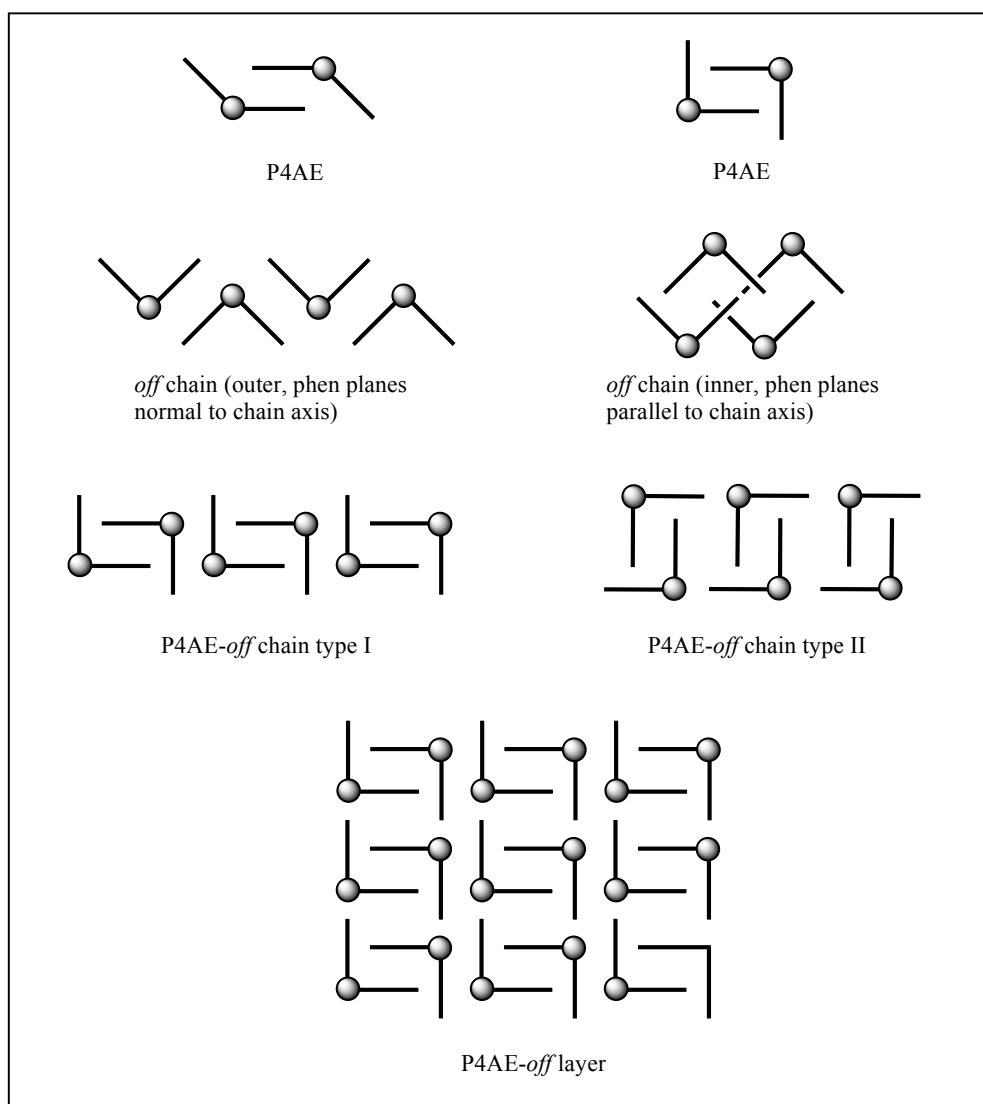 P4AE
P4AE
off chain (outer, phen planes
normal to chain axis)
off chain (inner, phen planes
parallel to chain axis)
P4AE-off chain type I
P4AE-off chain type II
P4AE-off layer